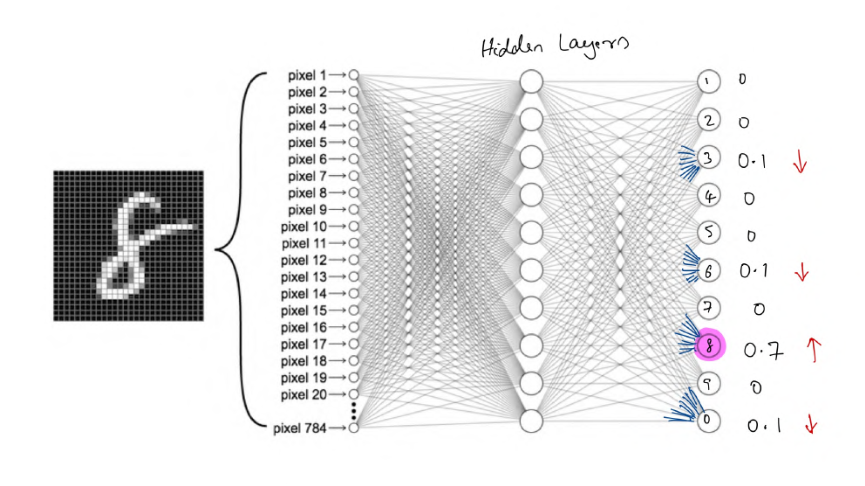 Hidden Layers
pixel 1 1 0
pixel 2 2 0
pixel 3 3 0.1
pixel 4
pixel 5 4 0
pixel 6 5 0
pixel 7 6 0.1
pixel 8 7 0
pixel 9 8 0.7
pixel 10 9 0
pixel 11 0 0.1
pixel 12
pixel 13
pixel 14
pixel 15
pixel 16
pixel 17
pixel 18
pixel 19
pixel 20
pixel 784